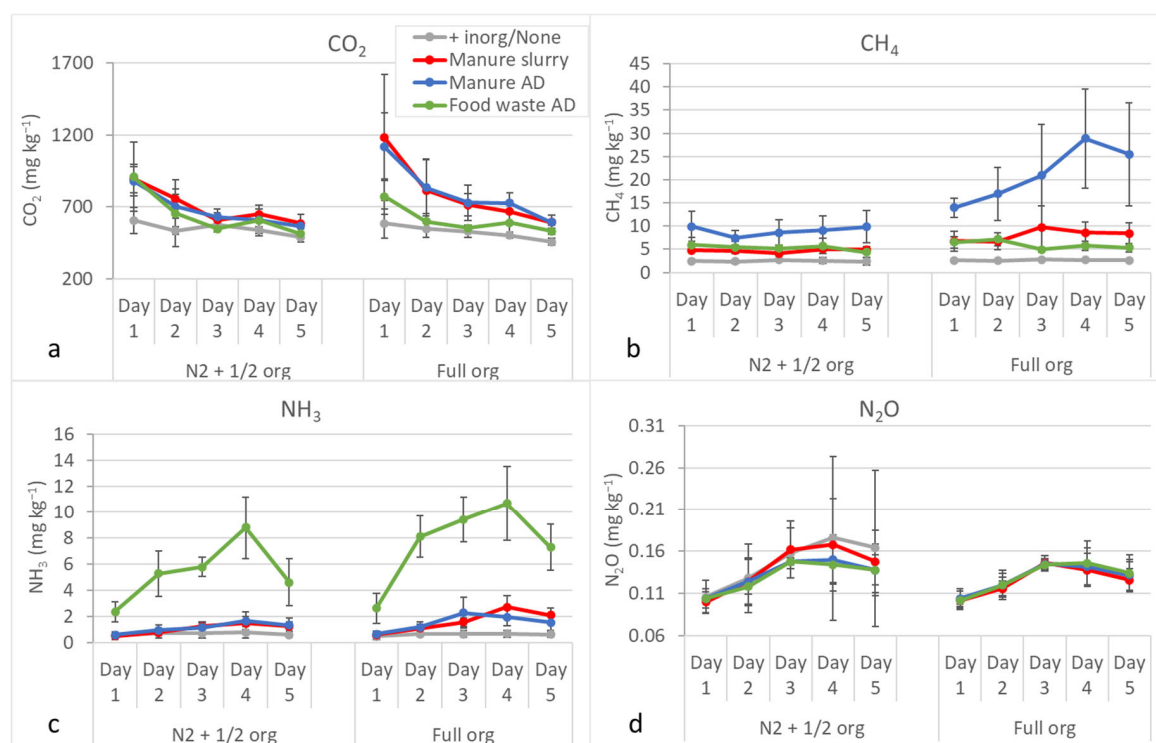 CO2
+ inorg/None
Manure slurry
Manure AD
Food waste AD
CO2 (mg kg−1)
1700
1200
700
200
Day Day Day Day Day Day Day Day Day Day
1 2 3 4 5 1 2 3 4 5
a
N2 + 1/2 org Full org
CH4
CH4 (mg kg−1)
45
40
35
30
25
20
15
10
5
0
Day Day Day Day Day Day Day Day Day Day
1 2 3 4 5 1 2 3 4 5
b
N2 + 1/2 org Full org
NH3
NH3 (mg kg−1)
16
14
12
10
8
6
4
2
0
Day Day Day Day Day Day Day Day Day Day
1 2 3 4 5 1 2 3 4 5
c
N2 + 1/2 org Full org
N2O
N2O (mg kg−1)
0.31
0.26
0.21
0.16
0.11
0.06
Day Day Day Day Day Day Day Day Day Day
1 2 3 4 5 1 2 3 4 5
d
N2 + 1/2 org Full org